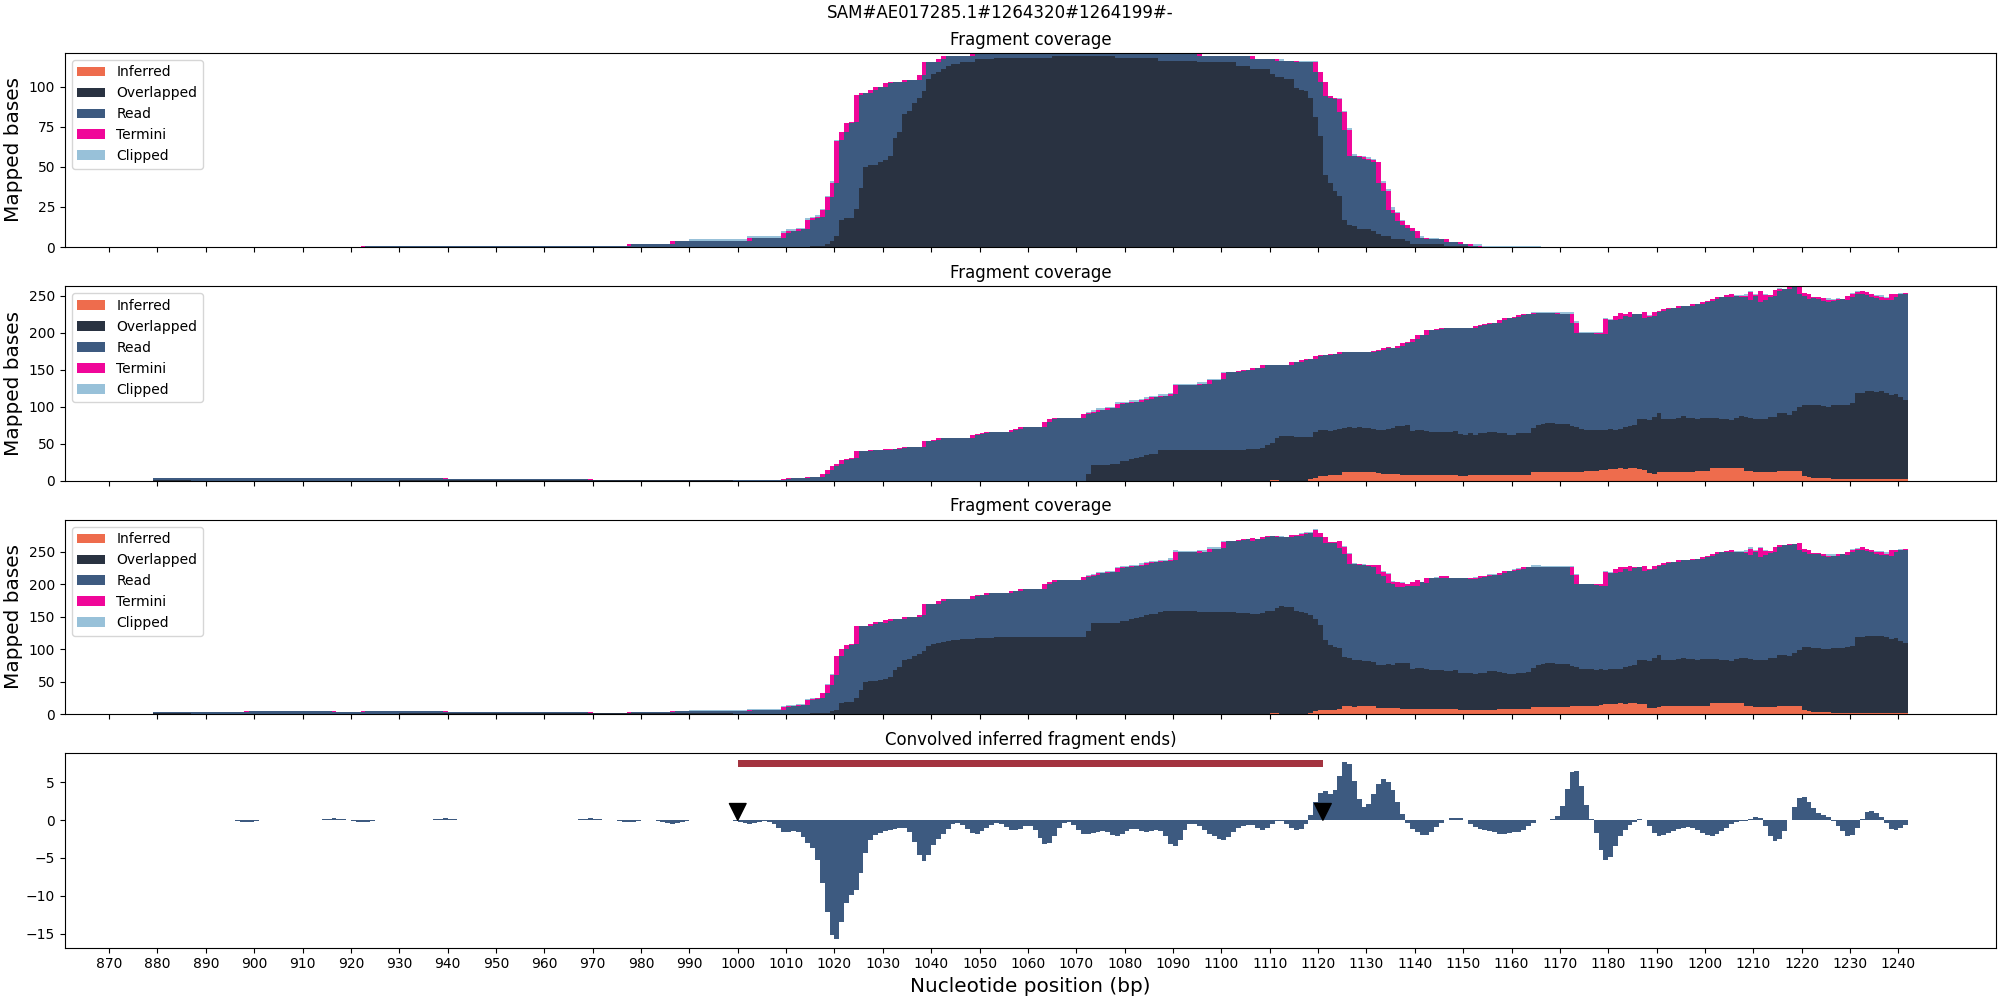 SAM#AE017285.1#1264320#1264199#-
Fragment coverage
Mapped bases
100
75
50
25
0
Inferred
Overlapped
Read
Termini
Clipped
Fragment coverage
Mapped bases
250
200
150
100
50
0
Inferred
Overlapped
Read
Termini
Clipped
Fragment coverage
Mapped bases
250
200
150
100
50
0
Inferred
Overlapped
Read
Termini
Clipped
Convolved inferred fragment ends)
5
0
−5
−10
−15
870 880 890 900 910 920 930 940 950 960 970 980 990 1000 1010 1020 1030 1040 1050 1060 1070 1080 1090 1100 1110 1120 1130 1140 1150 1160 1170 1180 1190 1200 1210 1220 1230 1240
Nucleotide position (bp)